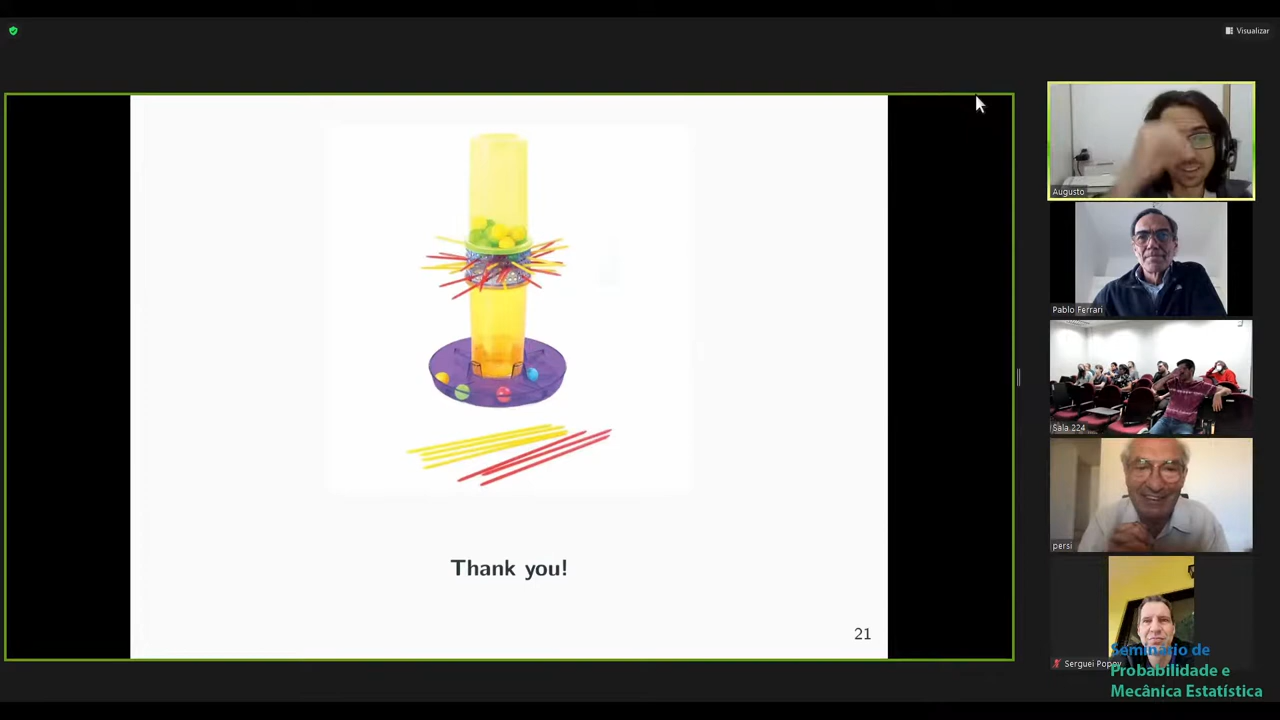 Visualizar
Augusto
Pablo Ferrari
Sala 224
persi
Thank you!
21
Serguei Popov
Seminário de
Probabilidade e
Mecânica Estatística